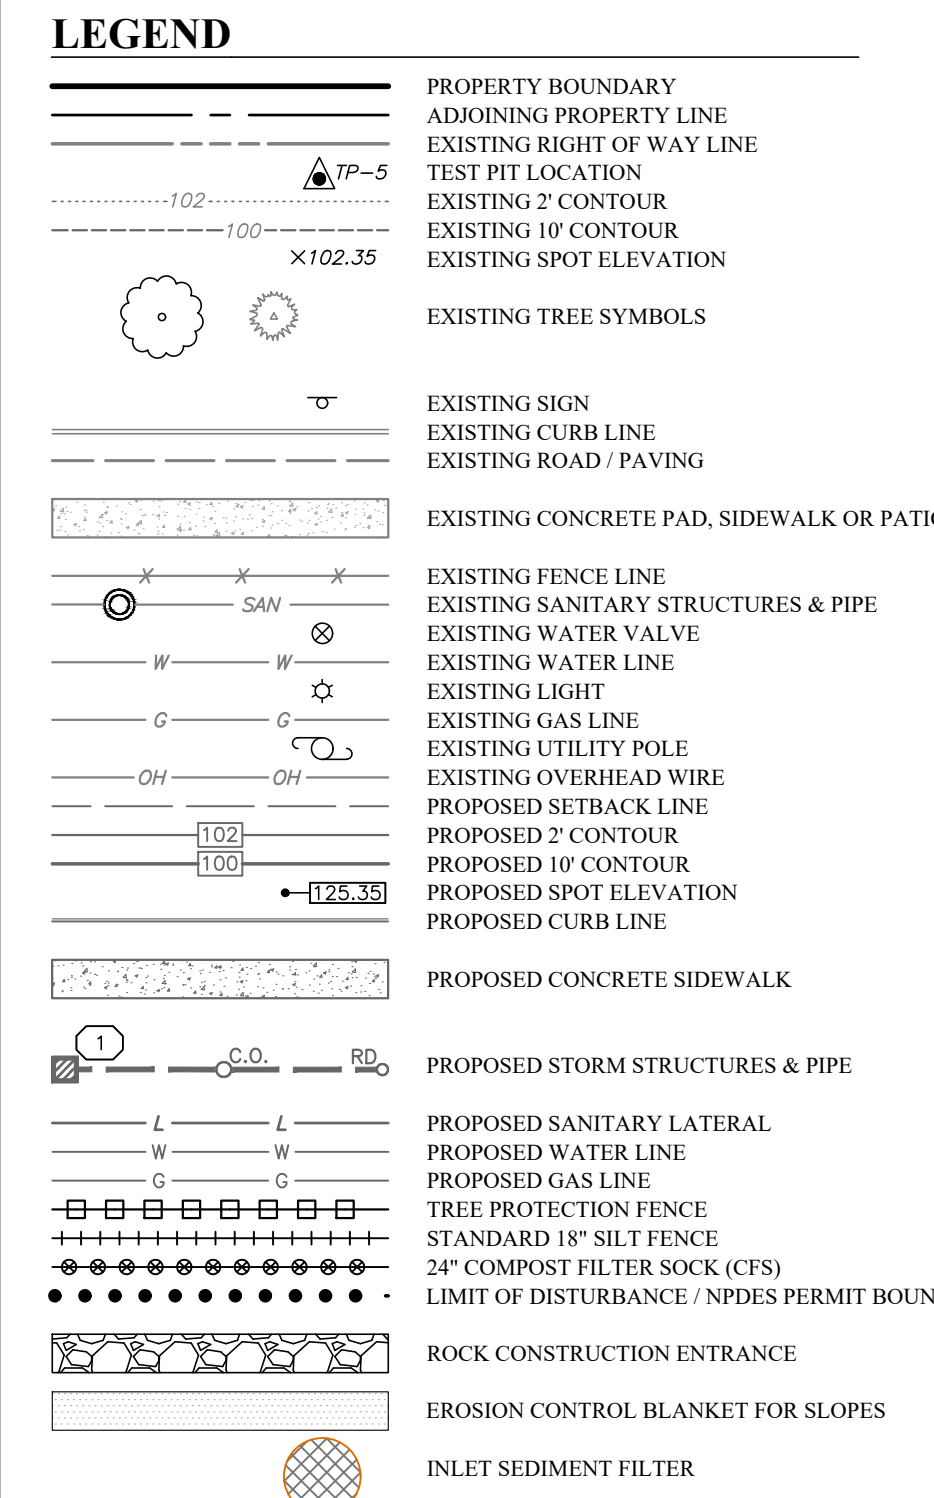 LEGEND
PROPERTY BOUNDARY
ADJOINING PROPERTY LINE
EXISTING RIGHT OF WAY LINE
TP-5 TEST PIT LOCATION
102 EXISTING 2' CONTOUR
100 EXISTING 10' CONTOUR
×102.35 EXISTING SPOT ELEVATION
EXISTING TREE SYMBOLS
EXISTING SIGN
EXISTING CURB LINE
EXISTING ROAD / PAVING
EXISTING CONCRETE PAD, SIDEWALK OR
X X X EXISTING FENCE LINE
SAN EXISTING SANITARY STRUCTURES & PIPE
EXISTING WATER VALVE
W W EXISTING WATER LINE
EXISTING LIGHT
G G EXISTING GAS LINE
EXISTING UTILITY POLE
OH OH EXISTING OVERHEAD WIRE
PROPOSED SETBACK LINE
102 PROPOSED 2' CONTOUR
100 PROPOSED 10' CONTOUR
125.35 PROPOSED SPOT ELEVATION
PROPOSED CURB LINE
PROPOSED CONCRETE SIDEWALK
1
C.O. RD PROPOSED STORM STRUCTURES & PIPE
L L PROPOSED SANITARY LATERAL
W W PROPOSED WATER LINE
G G PROPOSED GAS LINE
TREE PROTECTION FENCE
STANDARD 18" SILT FENCE
24" COMPOST FILTER SOCK (CFS)
LIMIT OF DISTURBANCE / NPDES PERMIT
ROCK CONSTRUCTION ENTRANCE
EROSION CONTROL BLANKET FOR SLOPES
INLET SEDIMENT FILTER